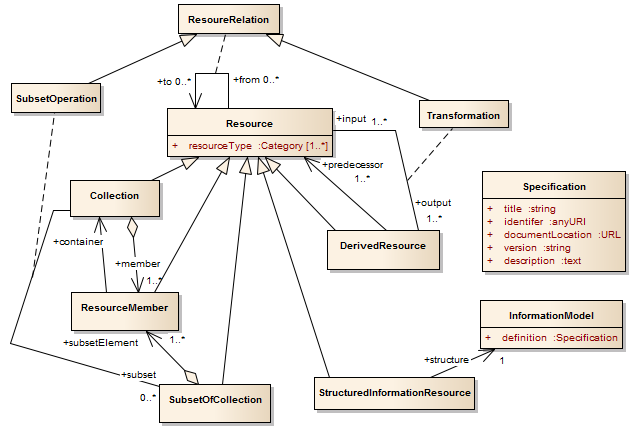 ResoureRelation
+to 0..*
+from 0..*
SubsetOperation
Transformation
Resource
+ resourceType :Category [1..*]
+input
1..*
+predecessor
1..*
Collection
Specification
+ title :string
+ identifer :anyURI
+ documentLocation :URL
+ version :string
+ description :text
+output
1..*
+container
DerivedResource
+member
1..*
ResourceMember
InformationModel
+ definition :Specification
+subsetElement
1..*
+structure
1
+subset
0..*
SubsetOfCollection
StructuredInformationResource